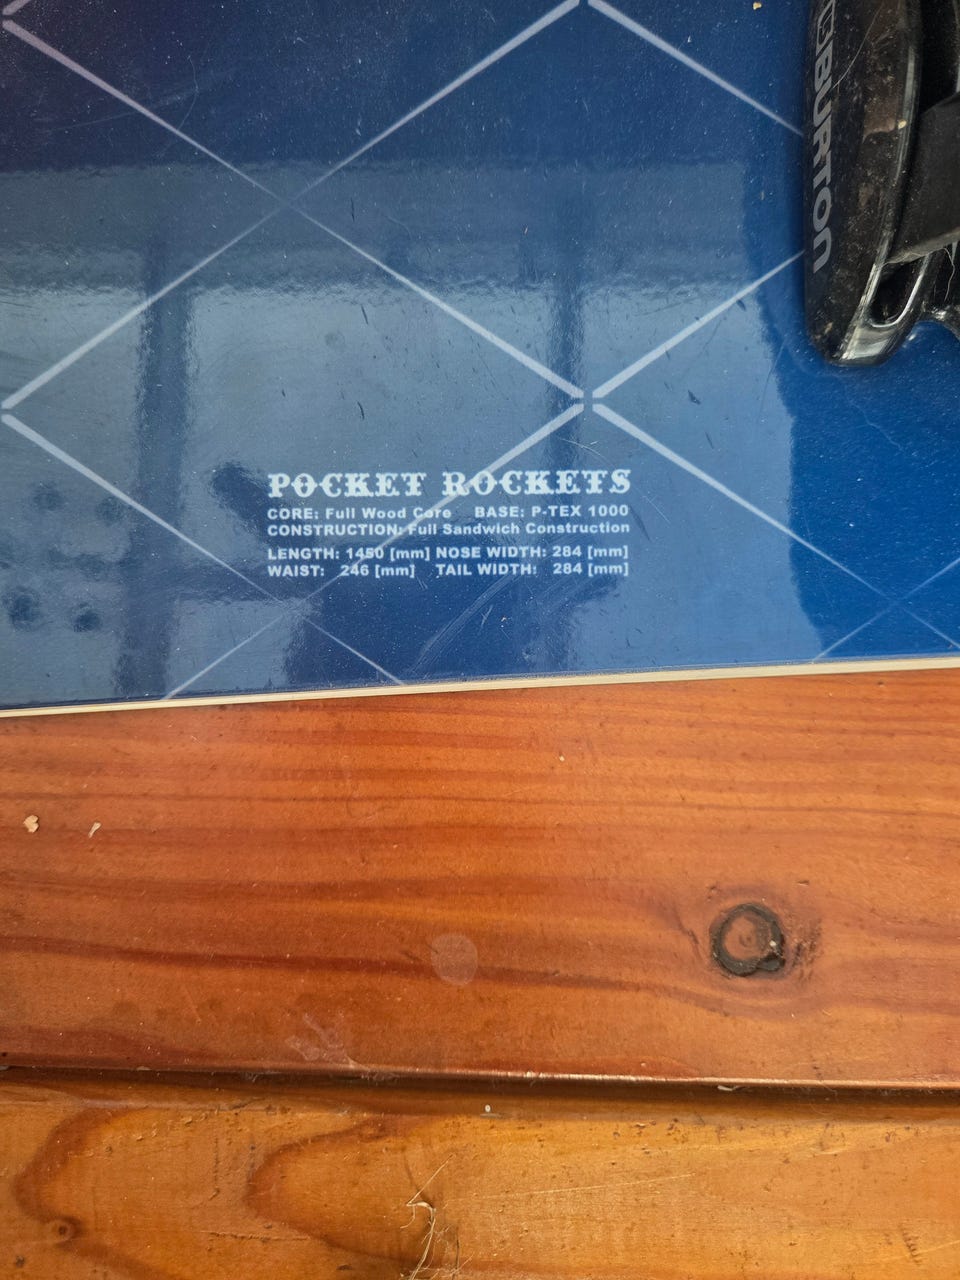 BURTON
POCKET ROCKETS
CORE: Full Wood Core BASE: P-TEX 1000
CONSTRUCTION: Full Sandwich Construction
LENGTH: 1450 [mm] NOSE WIDTH: 284 [mm]
WAIST: 246 [mm] TAIL WIDTH: 284 [mm]